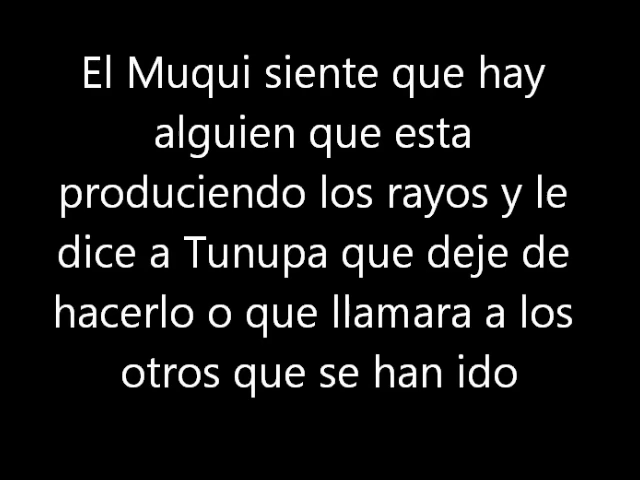 El Muqui siente que hay
alguien que esta
produciendo los rayos y le
dice a Tunupa que deje de
hacerlo o que llamara a los
otros que se han ido